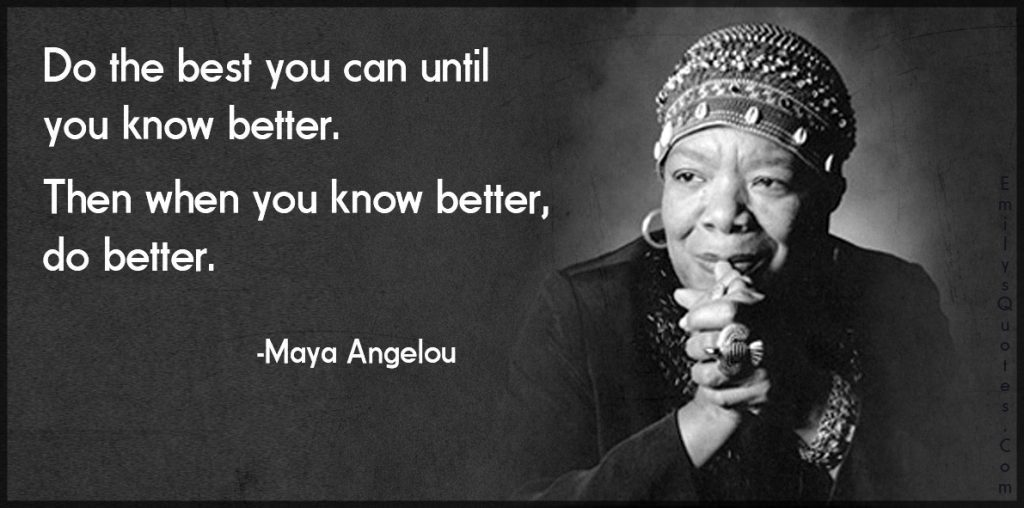 Do the best you can until
you know better.
Then when you know better,
do better.
-Maya Angelou
EmilysQuotes.Com